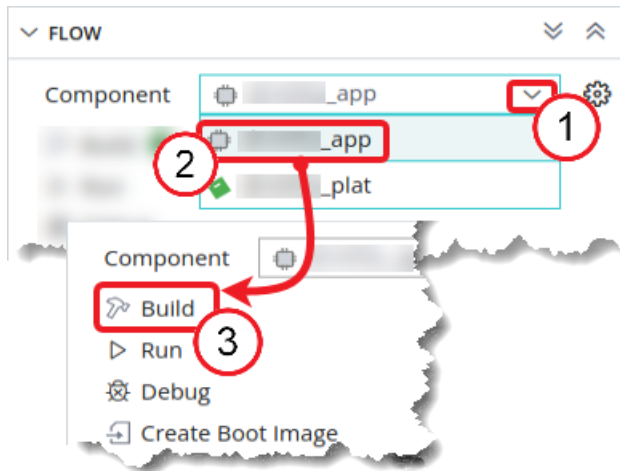 FLOW
Component _app
1
2 _app
_plat
Component
Build
3
Run
Debug
Create Boot Image